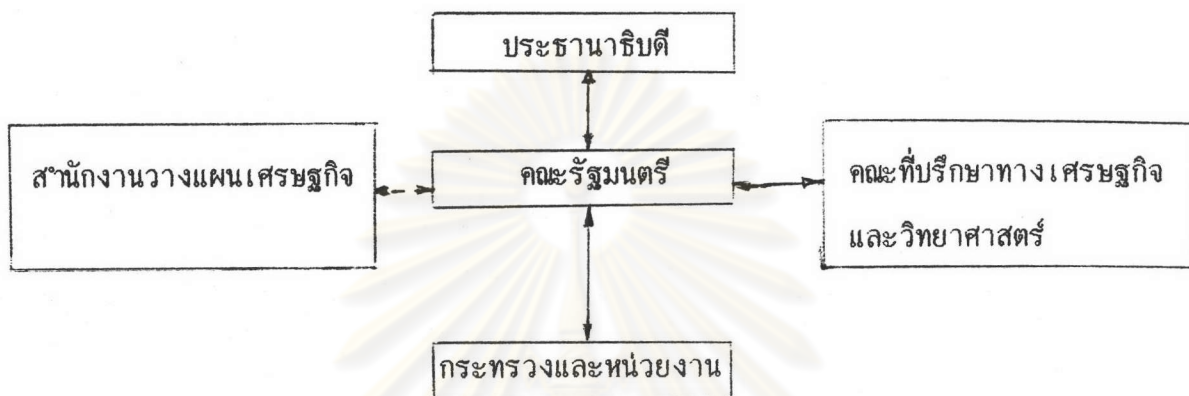 ประธานาธิบดี
สำนักงานวางแผนเศรษฐกิจ
คณะรัฐมนตรี
คณะที่ปรึกษาทางเศรษฐกิจ
และวิทยาศาสตร์
กระทรวงและหน่วยงาน